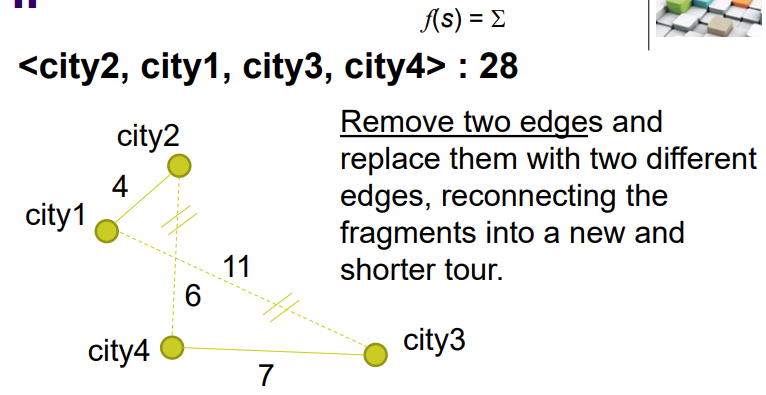 f(s) = Σ
<city2, city1, city3, city4> : 28
Remove two edges and
replace them with two different
edges, reconnecting the
fragments into a new and
shorter tour.
city2
4
city1
11
6
city4
city3
7